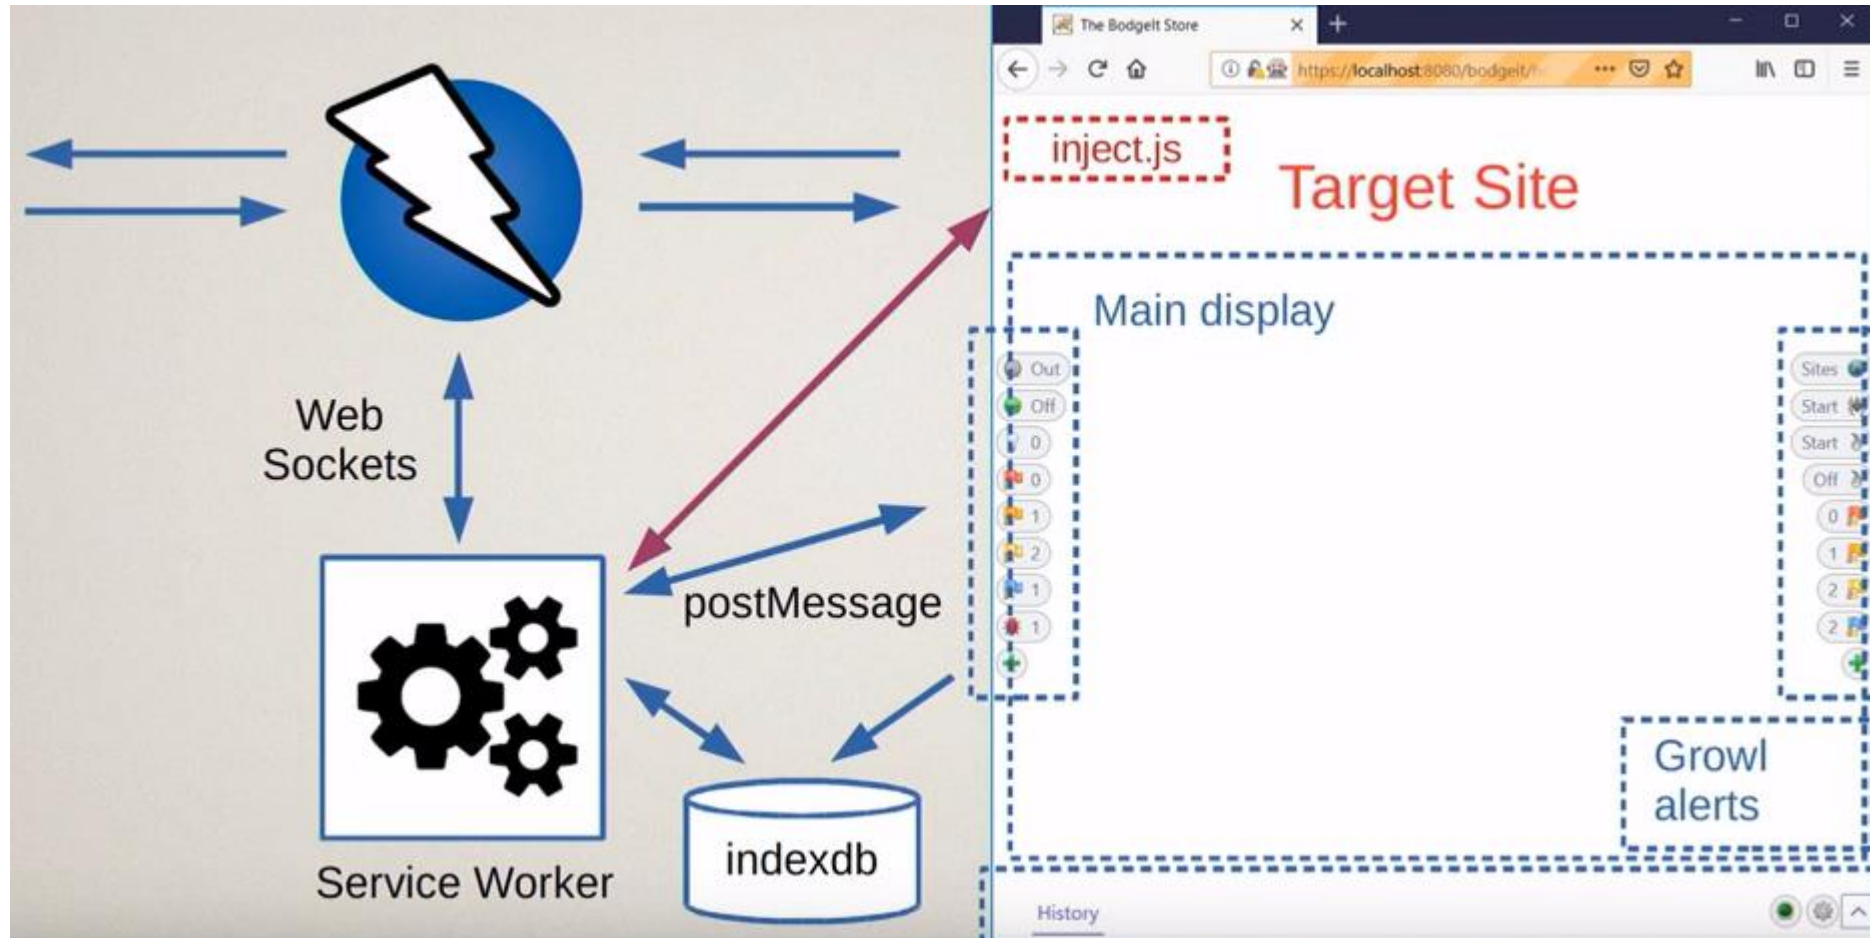 The BodgeIt Store
https://localhost:8080/bodgeit/
inject.js
Target Site
Main display
Web
Sockets
postMessage
Service Worker
indexdb
Out
Off
0
0
1
2
1
1
Sites
Start
Start
Off
0
1
2
2
Growl
alerts
History